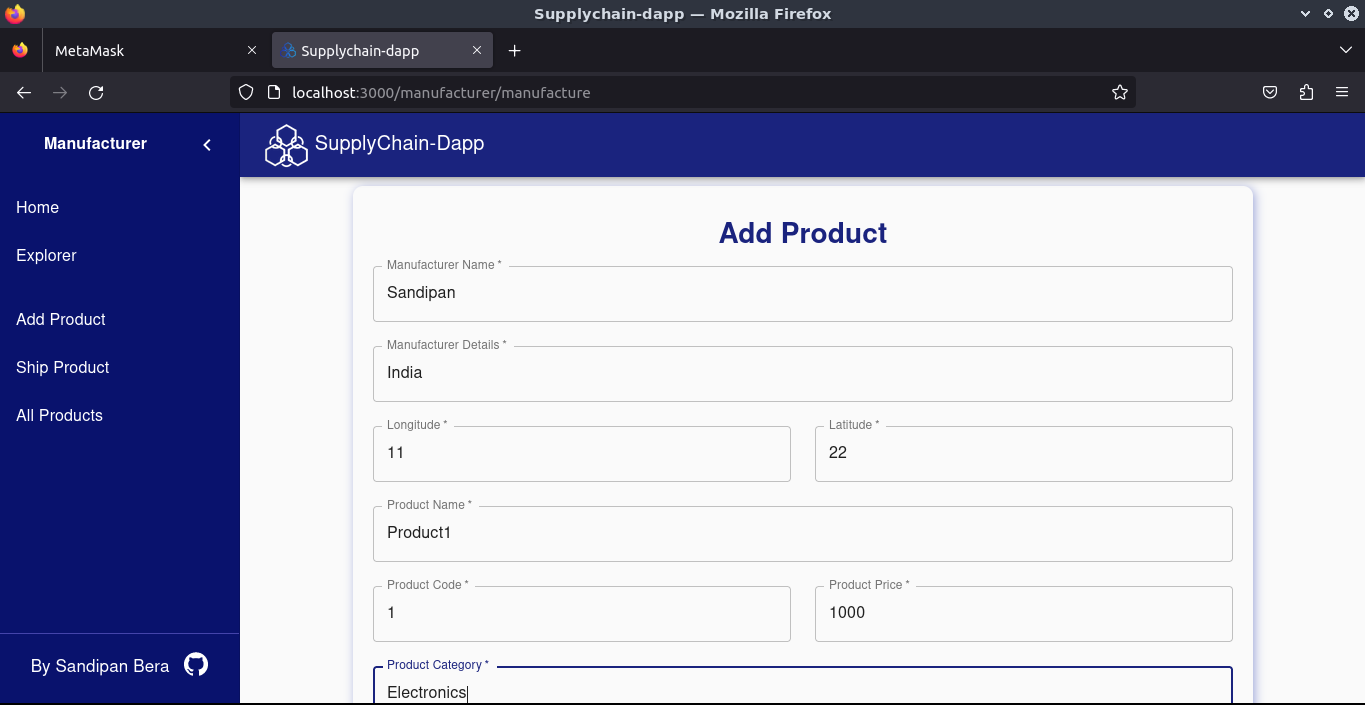 Supplychain-dapp — Mozilla Firefox
MetaMask
Supplychain-dapp
localhost:3000/manufacturer/manufacture
Manufacturer
SupplyChain-Dapp
Home
Explorer
Add Product
Ship Product
All Products
By Sandipan Bera
Add Product
Manufacturer Name *
Sandipan
Manufacturer Details *
India
Longitude *
11
Latitude *
22
Product Name *
Product1
Product Code *
1
Product Price *
1000
Product Category *
Electronics